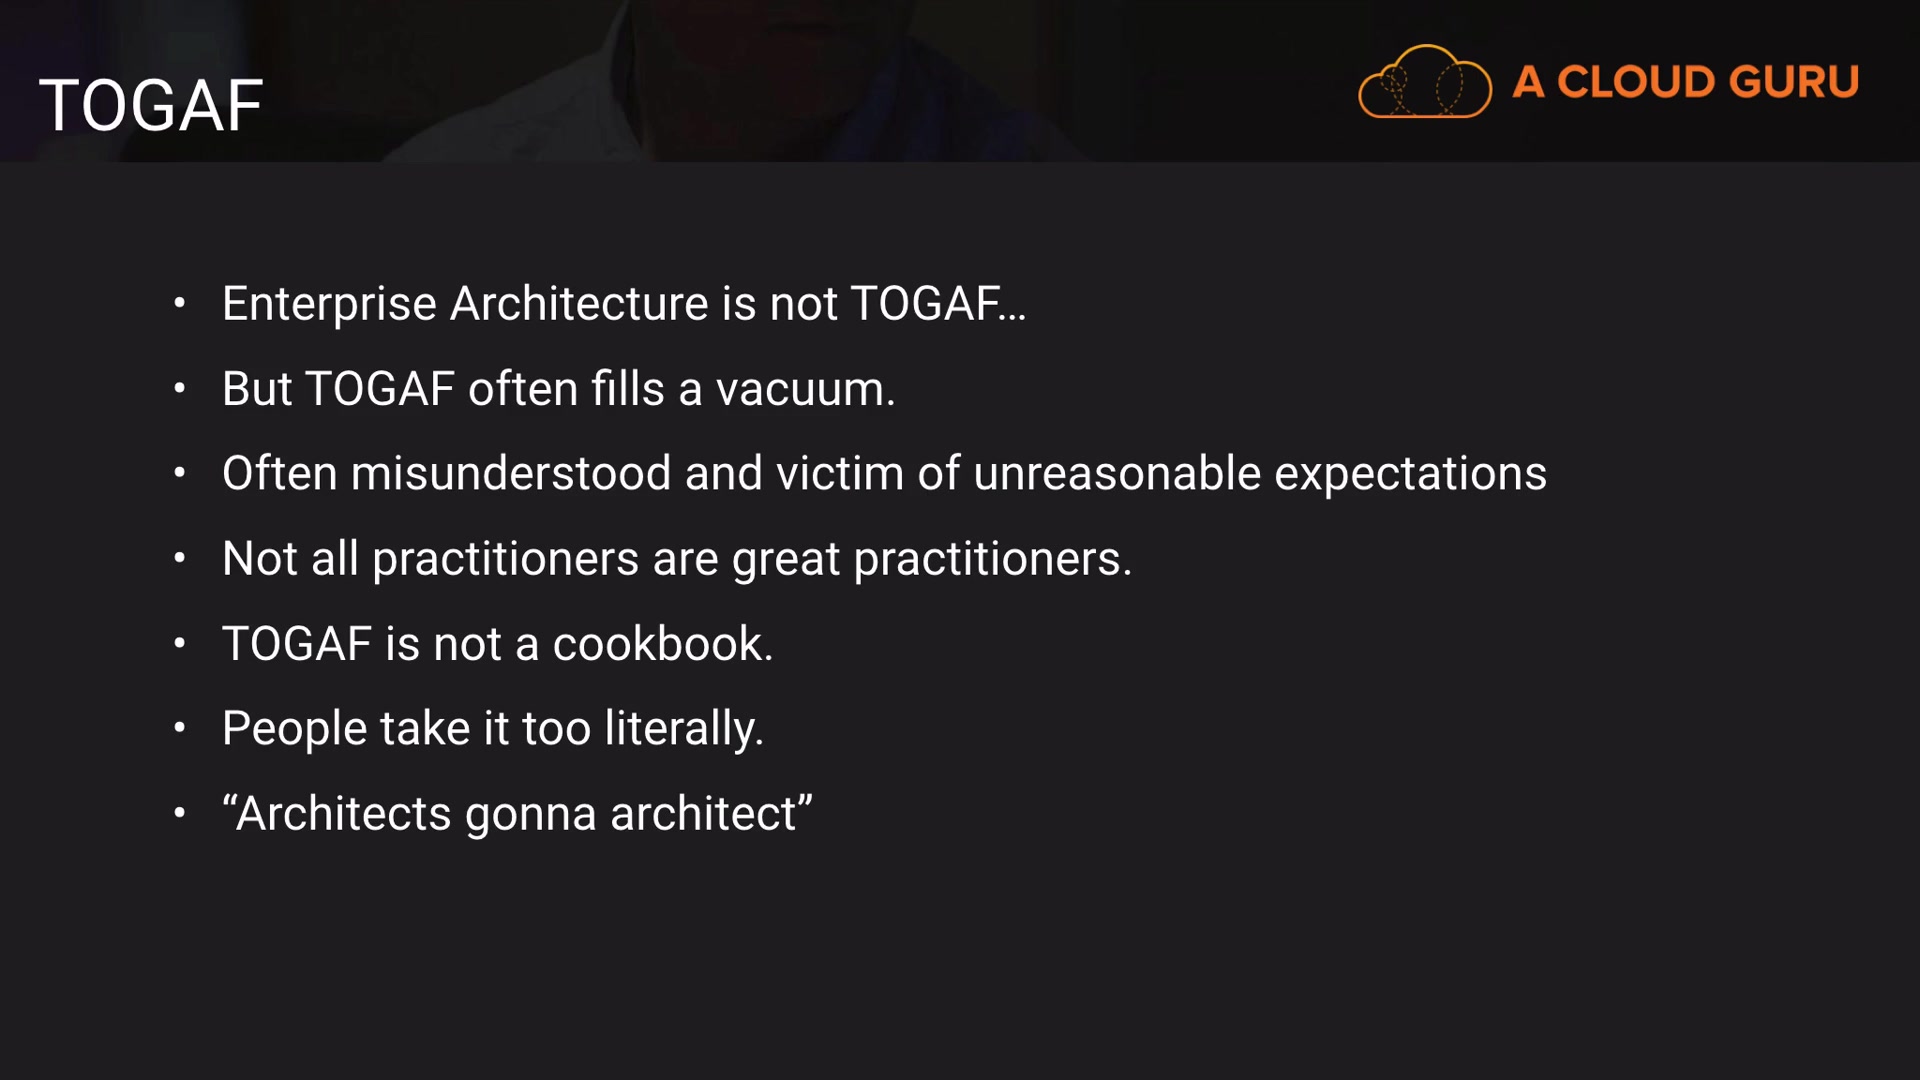 TOGAF
A CLOUD GURU
• Enterprise Architecture is not TOGAF...
• But TOGAF often fills a vacuum.
• Often misunderstood and victim of unreasonable expectations
• Not all practitioners are great practitioners.
• TOGAF is not a cookbook.
• People take it too literally.
• “Architects gonna architect”